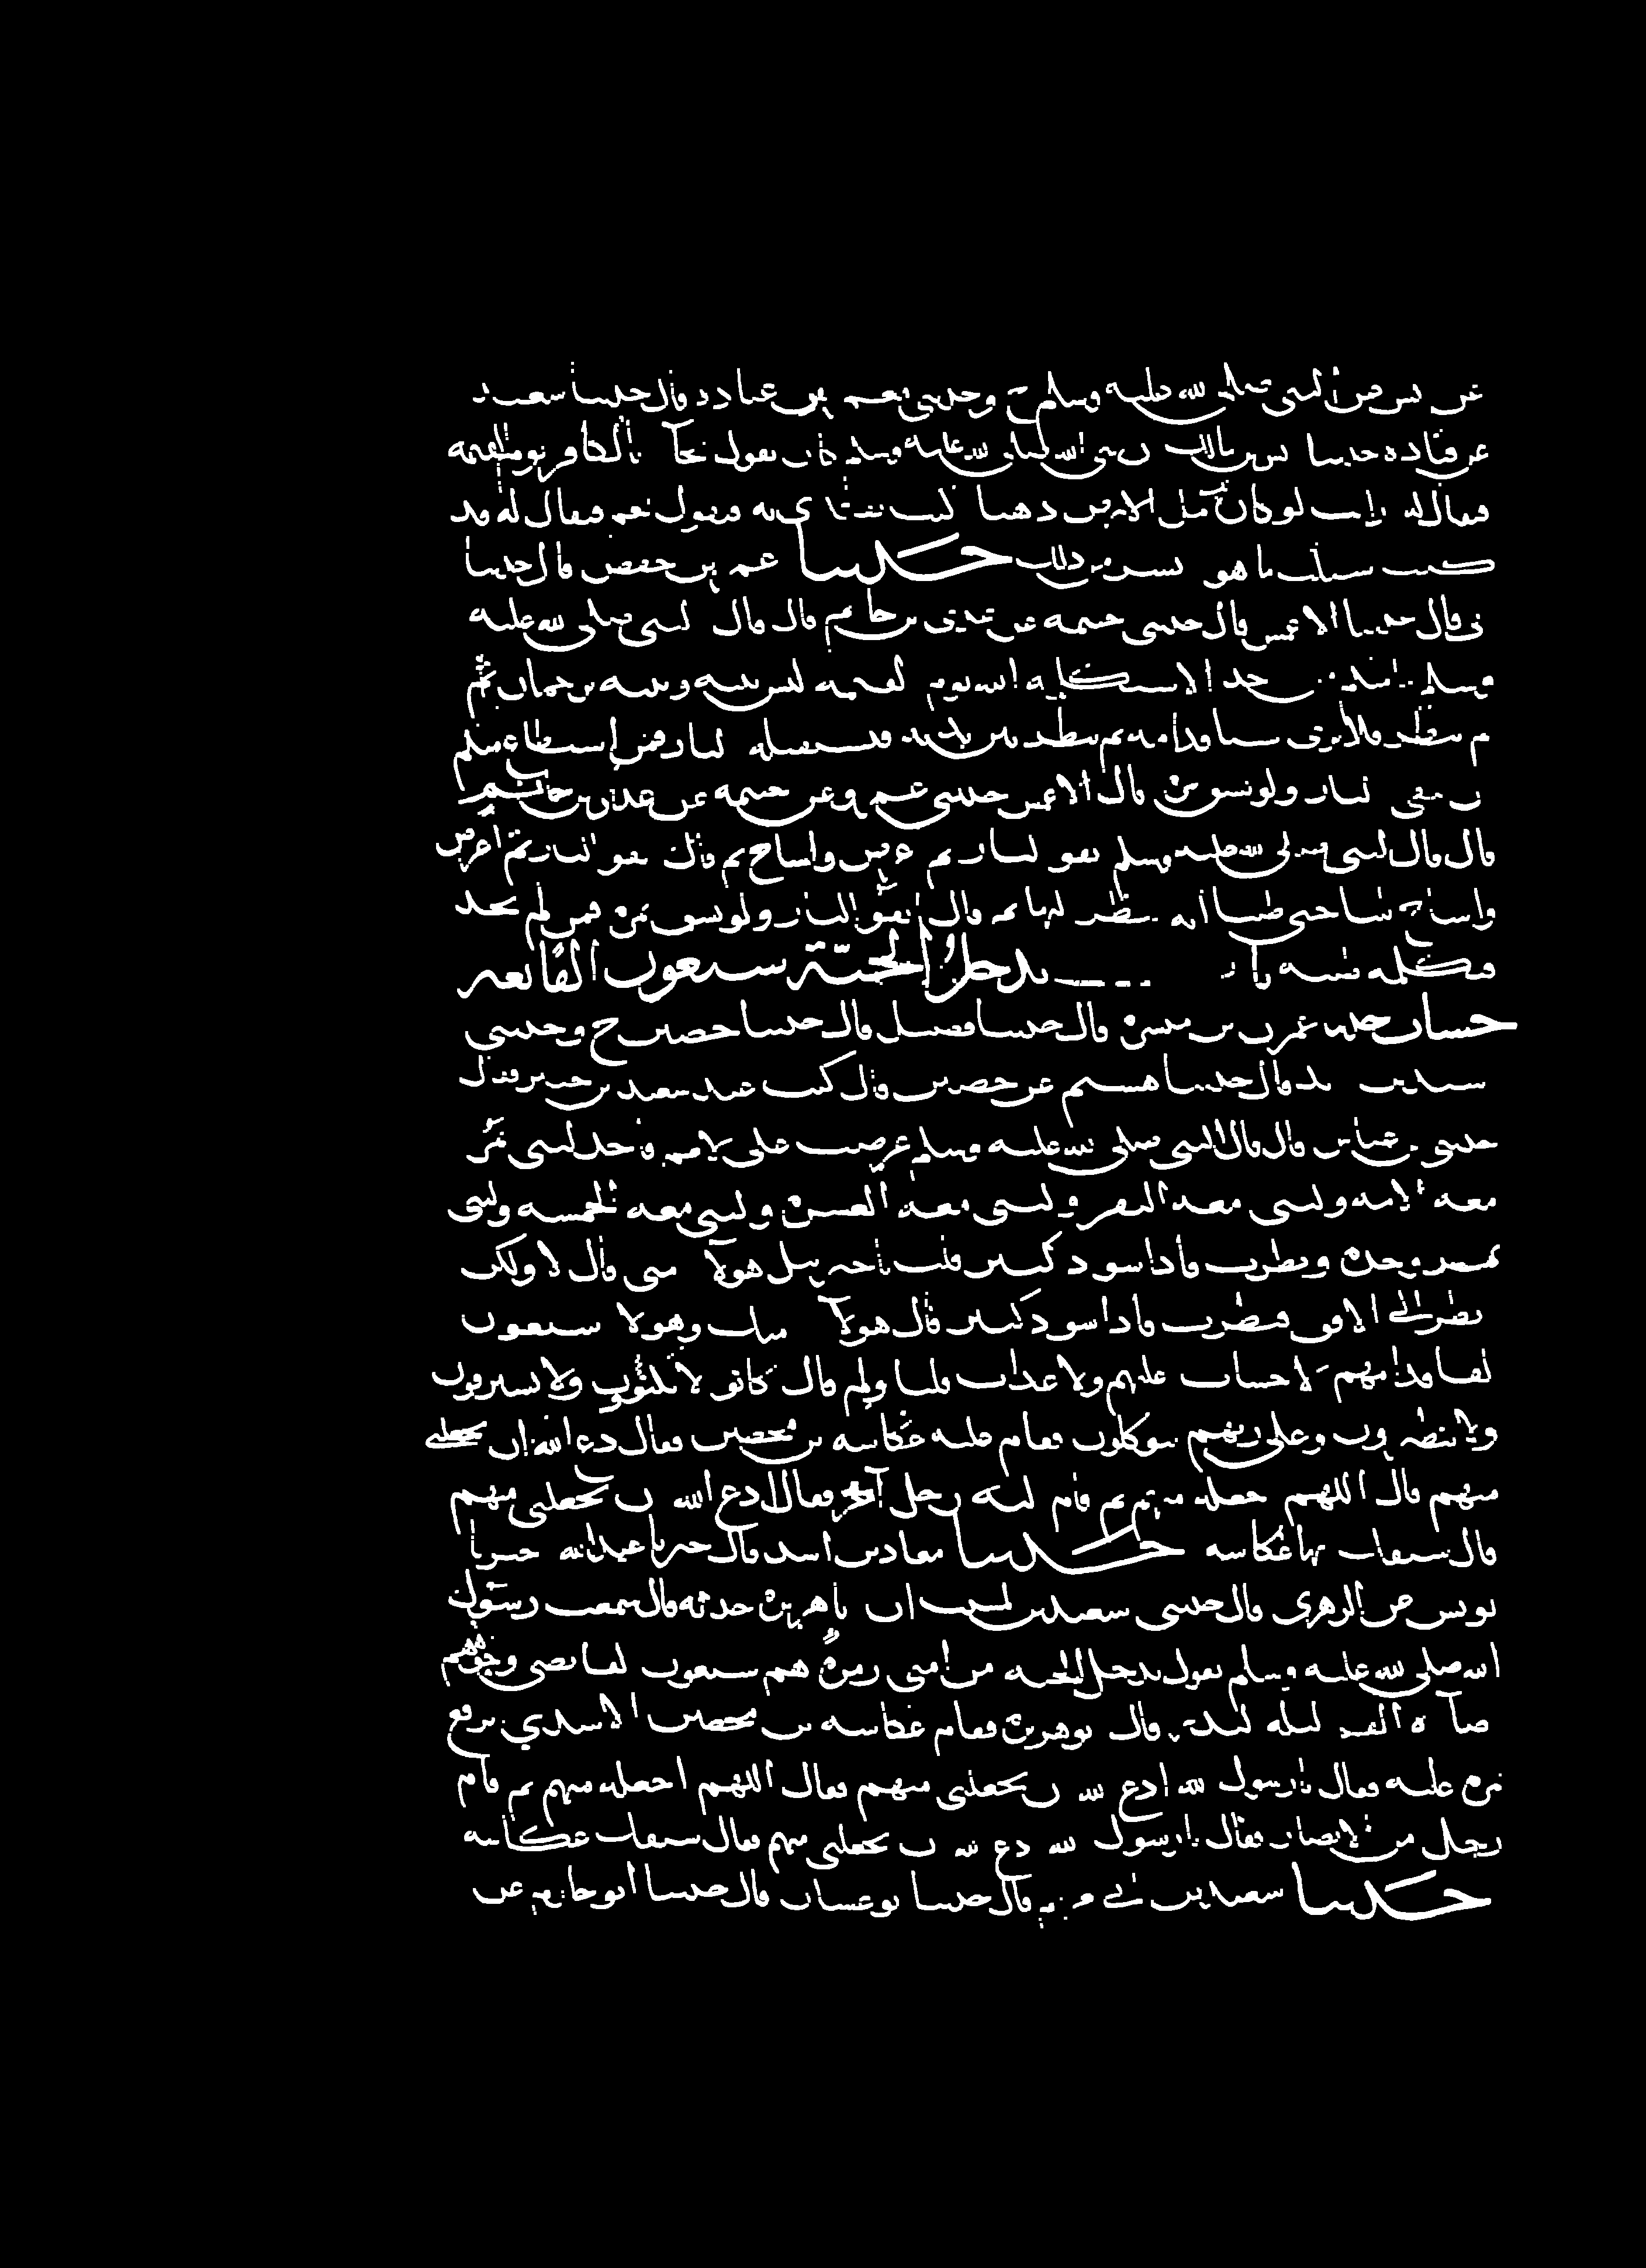 عن انس عن النبي صلى الله عليه وسلم ح وحدثني معمر بن عباد قال حدثنا سعيد
عن قتادة حدثنا انس بن مالك ان نبي الله صلى الله عليه وسلم كان يقول يجاء بالكافر يوم القيمة
فيقال له ارايت لو كان لك مثل الارض ذهبا اكنت تفتدي به فيقول نعم فيقال له قد
كنت سئلت ما هو ايسر من ذلك حدثنا عمر بن حفص قال حدثنا
ابي قال حدثنا الاعمش قال حدثني خيثمة عن عدي بن حاتم قال قال النبي صلى الله عليه
وسلم ما منكم من احد الا سيكلمه الله يوم القيمة ليس بينه وبينه ترجمان ثم
ثم ينظر فلا يرى شيئا قدامه ثم ينظر بين يديه فتستقبله النار فمن استطاع منكم
ان يتقي النار ولو بشق تمرة قال الاعمش حدثني عمرو عن خيثمة عن عدي بن حاتم
قال قال النبي صلى الله عليه وسلم اتقوا النار ثم اعرض واشاح ثم قال اتقوا النار ثم اعرض
واشاح ثلثا حتى ظننا انه ينظر اليها ثم قال اتقوا النار ولو بشق تمرة فمن لم يجد
فبكلمة طيبة باب يدخل الجنة سبعون الفا بغير
حساب حدثنا عمران بن ميسرة قال حدثنا ابن فضيل قال حدثنا حصين ح وحدثني
اسيد بن زيد قال حدثنا هشيم عن حصين قال كنت عند سعيد بن جبير فقال
حدثني ابن عباس قال قال النبي صلى الله عليه وسلم عرضت علي الامم فاخذ النبي يمر
معه الامة والنبي معه النفر والنبي معه العشرة والنبي معه الخمسة والنبي
يمر وحده ونظرت فاذا سواد كثير قلت يا جبريل هولاء امتي قال لا ولكن
انظر الى الافق فنظرت فاذا سواد كثير قال هولاء امتك وهولا سبعون
الفا قدامهم لا حساب عليهم ولا عذاب قلت ولم قال كانوا لا يكتوون ولا يسترقون
ولا يتطيرون وعلى ربهم يتوكلون فقام اليه عكاشة بن محصن فقال ادع الله ان يجعلني
منهم قال اللهم اجعله منهم ثم قام اليه رجل آخر فقال ادع الله ان يجعلني منهم
قال سبقك بها عكاشة حدثنا معاذ بن اسد قال اخبرنا عبد الله اخبرنا
يونس عن الزهري قال حدثني سعيد بن المسيب ان ابا هريرة حدثه قال سمعت رسول
الله صلى الله عليه وسلم يقول يدخل الجنة من امتي زمرة هم سبعون الفا تضي وجوههم
اضآة القمر ليلة البدر وقال ابو هريرة فقام عكاشة بن محصن الاسدي يرفع
نمرة عليه فقال يا رسول الله ادع الله ان يجعلني منهم فقال اللهم اجعله منهم ثم قام
رجل من الانصار فقال يا رسول الله ادع الله ان يجعلني منهم فقال سبقك عكاشة
حدثنا سعيد بن ابي مريم قال حدثنا ابو غسان قال حدثنا ابو حازم عن